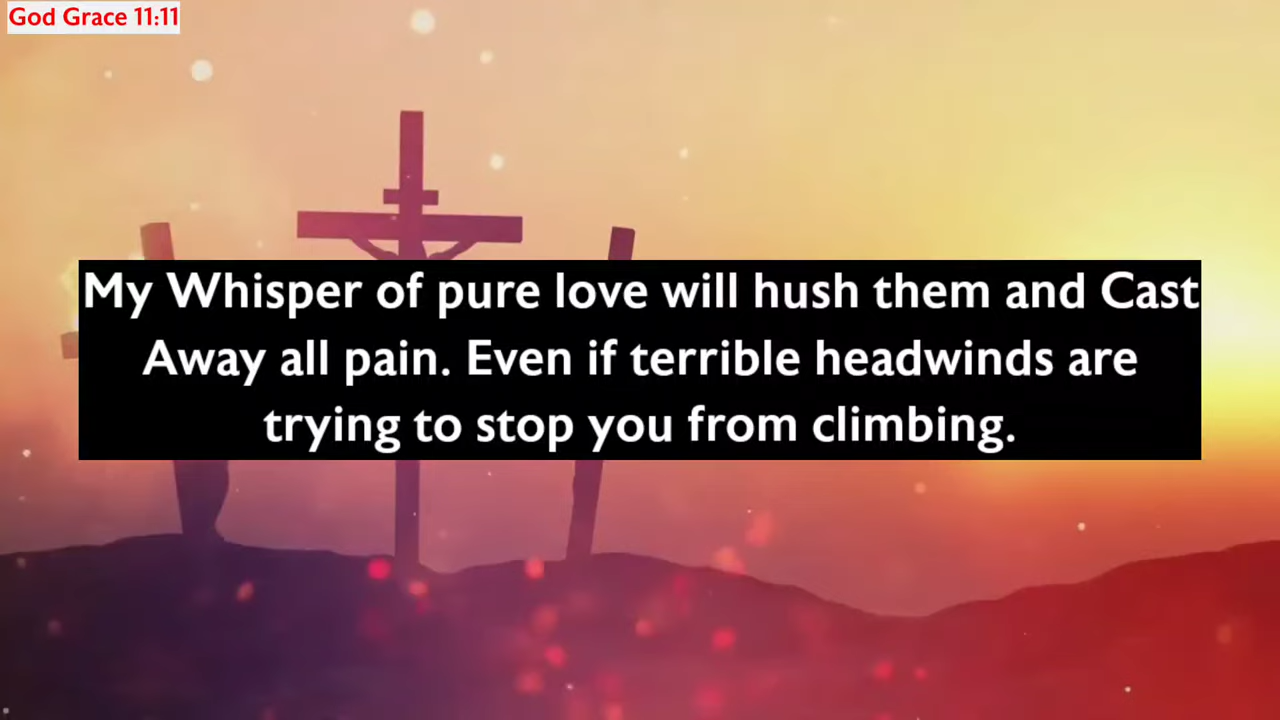 God Grace 11:11
My Whisper of pure love will hush them and Cast
Away all pain. Even if terrible headwinds are
trying to stop you from climbing.